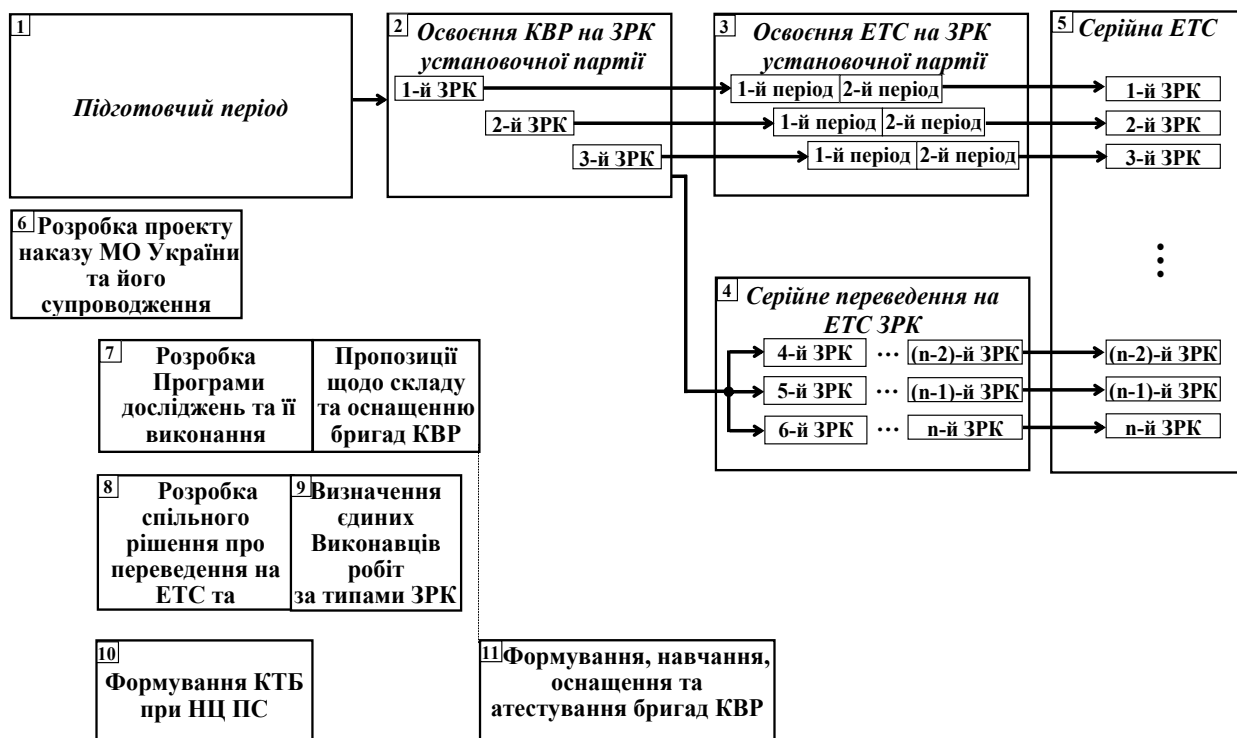 1
Підготовчий період
2
Освоєння КВР на ЗРК
установочної партії
1-й ЗРК
2-й ЗРК
3-й ЗРК
3
Освоєння ЕТС на ЗРК
установочної партії
1-й період 2-й період
1-й період 2-й період
1-й період 2-й період
5
Серійна ЕТС
1-й ЗРК
2-й ЗРК
3-й ЗРК
⋮
(n-2)-й ЗРК
(n-1)-й ЗРК
n-й ЗРК
4
Серійне переведення на
ЕТС ЗРК
4-й ЗРК ... (n-2)-й ЗРК
5-й ЗРК ... (n-1)-й ЗРК
6-й ЗРК ... n-й ЗРК
6
Розробка проекту
наказу МО України
та його
супроводження
7
Розробка
Програми
досліджень та її
виконання
Пропозиції
щодо складу
та оснащенню
бригад КВР
8
Розробка
спільного
рішення про
переведення на
ЕТС та
9
Визначення
єдиних
Виконавців
робіт
за типами ЗРК
10
Формування КТБ
при НЦ ПС
11
Формування, навчання,
оснащення та
атестування бригад КВР